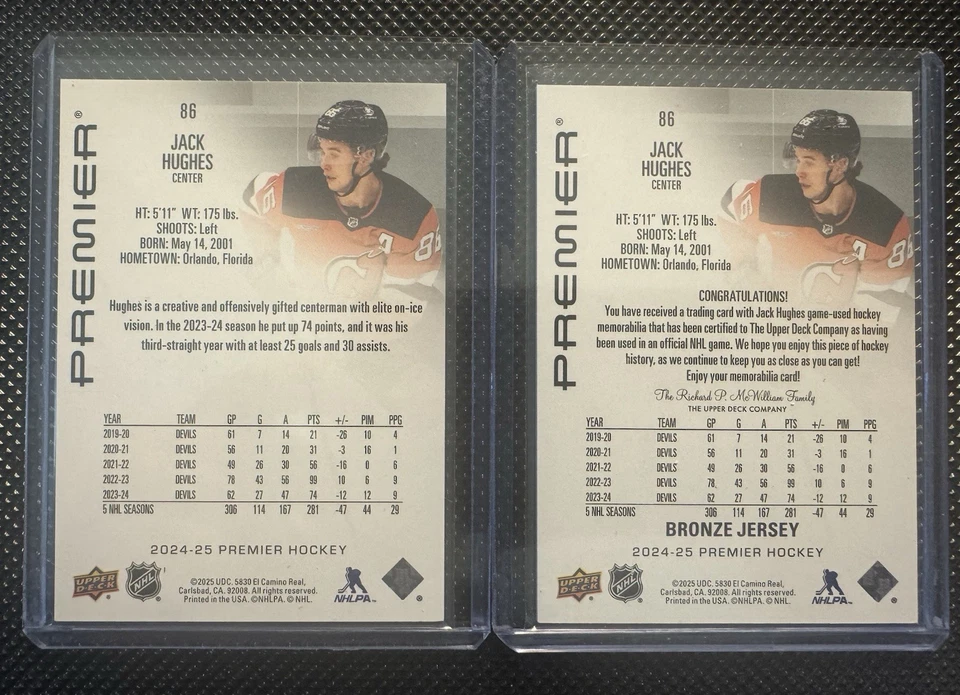 PREMIER®
86
JACK
HUGHES
CENTER
HT: 5'11" WT: 175 lbs.
SHOOTS: Left
BORN: May 14, 2001
HOMETOWN: Orlando, Florida
Hughes is a creative and offensively gifted centerman with elite on-ice
vision. In the 2023-24 season he put up 74 points, and it was his
third-straight year with at least 25 goals and 30 assists.
YEAR TEAM GP G A PTS +/- PIM PPG
2019-20 DEVILS 61 7 14 21 -26 10 4
2020-21 DEVILS 56 11 20 31 -3 16 1
2021-22 DEVILS 49 26 30 56 -16 0 6
2022-23 DEVILS 78 43 56 99 10 6 9
2023-24 DEVILS 62 27 47 74 -12 12 9
5 NHL SEASONS 306 114 167 281 -47 44 29
2024-25 PREMIER HOCKEY
UPPER
DECK
NHL
©2025 UDC. 5830 El Camino Real,
Carlsbad, CA. 92008. All rights reserved.
Printed in the USA. ©NHLPA. © NHL.
NHLPA™
®
PREMIER®
86
JACK
HUGHES
CENTER
HT: 5'11" WT: 175 lbs.
SHOOTS: Left
BORN: May 14, 2001
HOMETOWN: Orlando, Florida
CONGRATULATIONS!
You have received a trading card with Jack Hughes game-used hockey
memorabilia that has been certified to The Upper Deck Company as having
been used in an official NHL game. We hope you enjoy this piece of hockey
history, as we continue to keep you as close as you can get!
Enjoy your memorabilia card!
The Richard P. McWilliam Family
THE UPPER DECK COMPANY
YEAR TEAM GP G A PTS +/- PIM PPG
2019-20 DEVILS 61 7 14 21 -26 10 4
2020-21 DEVILS 56 11 20 31 -3 16 1
2021-22 DEVILS 49 26 30 56 -16 0 6
2022-23 DEVILS 78 43 56 99 10 6 9
2023-24 DEVILS 62 27 47 74 -12 12 9
5 NHL SEASONS 306 114 167 281 -47 44 29
BRONZE JERSEY
2024-25 PREMIER HOCKEY
UPPER
DECK
NHL
©2025 UDC. 5830 El Camino Real,
Carlsbad, CA. 92008. All rights reserved.
Printed in the USA. ©NHLPA. © NHL.
NHLPA™
®